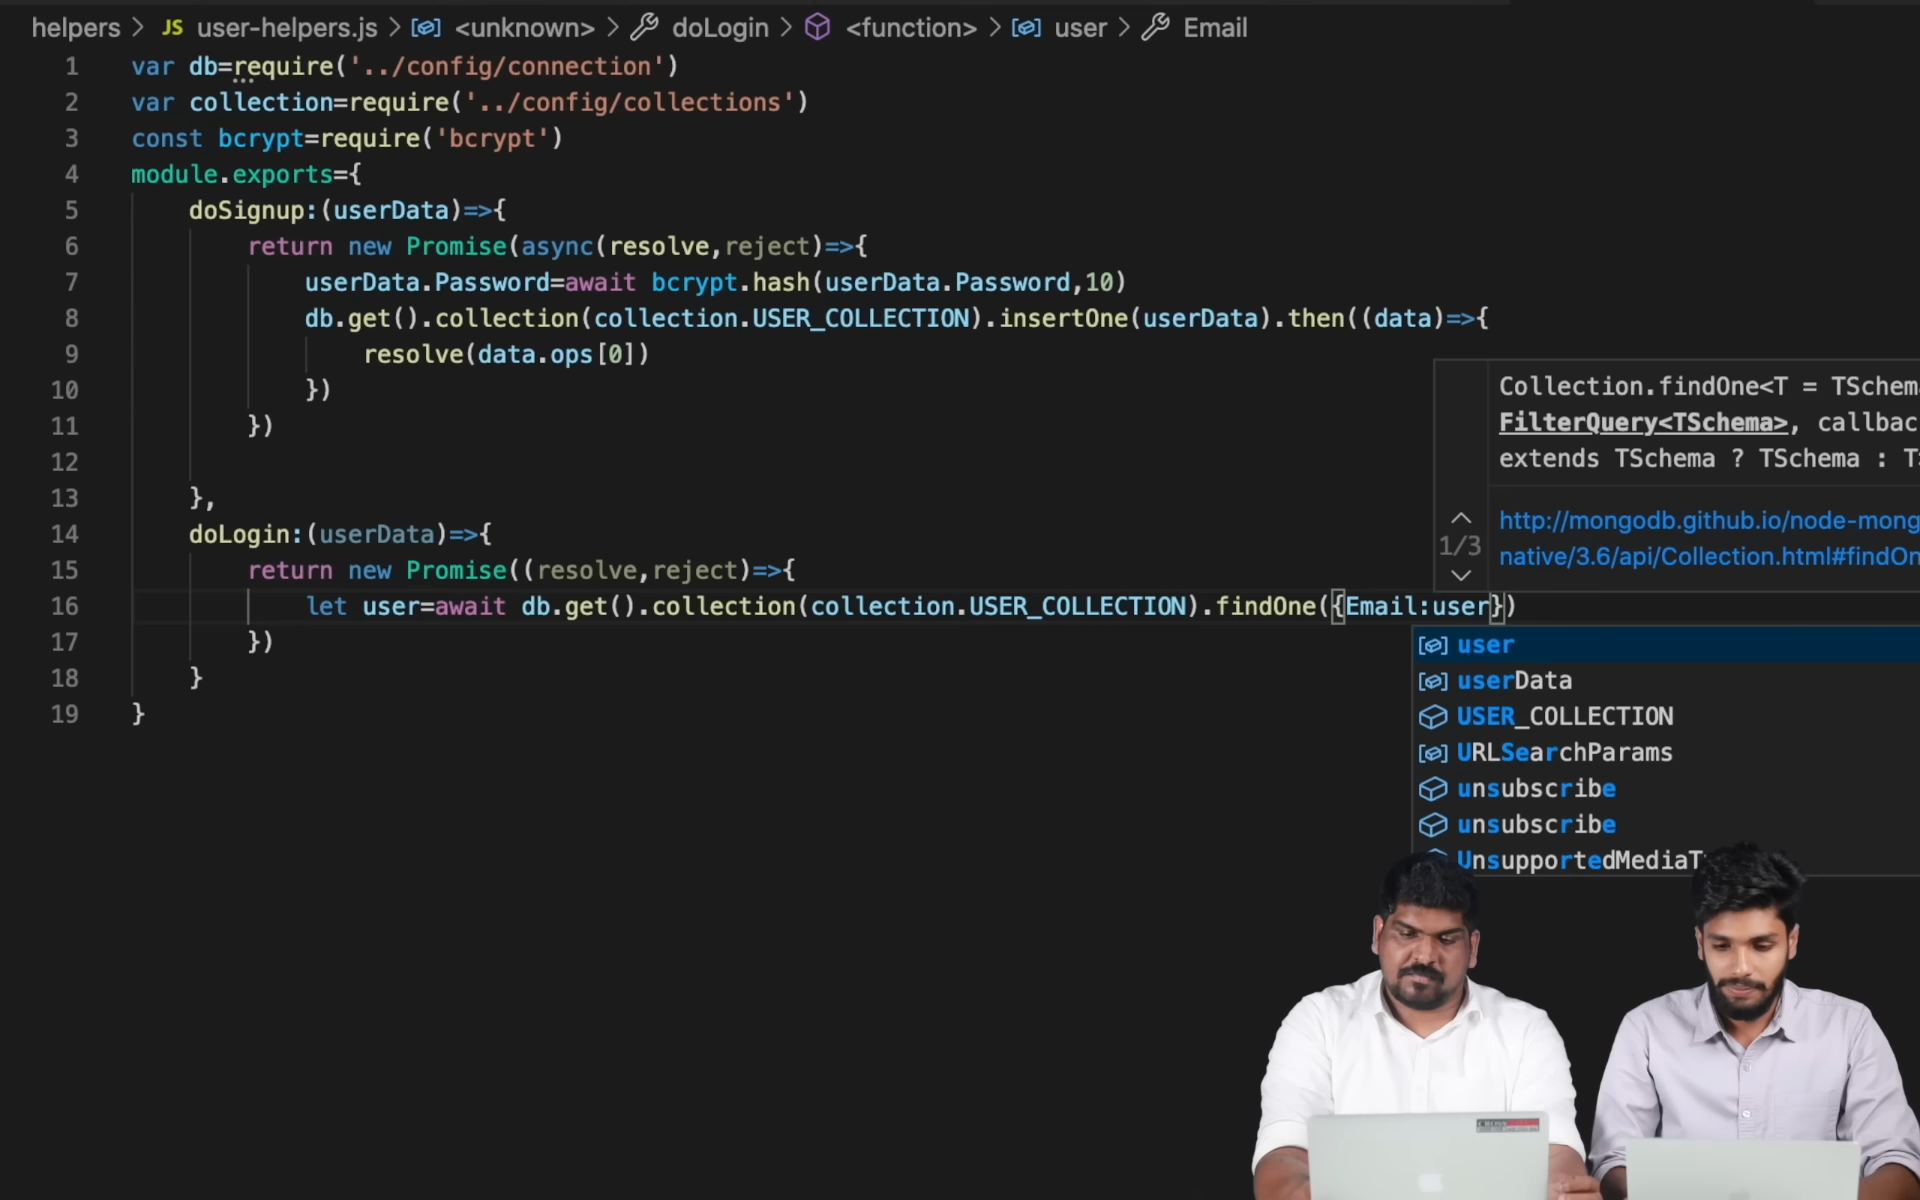 helpers > JS user-helpers.js > <unknown> > doLogin > <function> > user > Email
1 var db=require('../config/connection')
2 var collection=require('../config/collections')
3 const bcrypt=require('bcrypt')
4 module.exports={
5 doSignup:(userData)=>{
6 return new Promise(async(resolve,reject)=>{
7 userData.Password=await bcrypt.hash(userData.Password,10)
8 db.get().collection(collection.USER_COLLECTION).insertOne(userData).then((data)=>{
9 resolve(data.ops[0])
10 })
11 })
12
13 },
14 doLogin:(userData)=>{
15 return new Promise((resolve,reject)=>{
16 let user=await db.get().collection(collection.USER_COLLECTION).findOne({Email:user})
17 })
18 }
19 }
Collection.findOne<T = TSchema
FilterQuery<TSchema>, callbac
extends TSchema ? TSchema : T
http://mongodb.github.io/node-mong
1/3
native/3.6/api/Collection.html#findOn
user
userData
USER_COLLECTION
URLSearchParams
unsubscribe
unsubscribe
UnsupportedMediaT